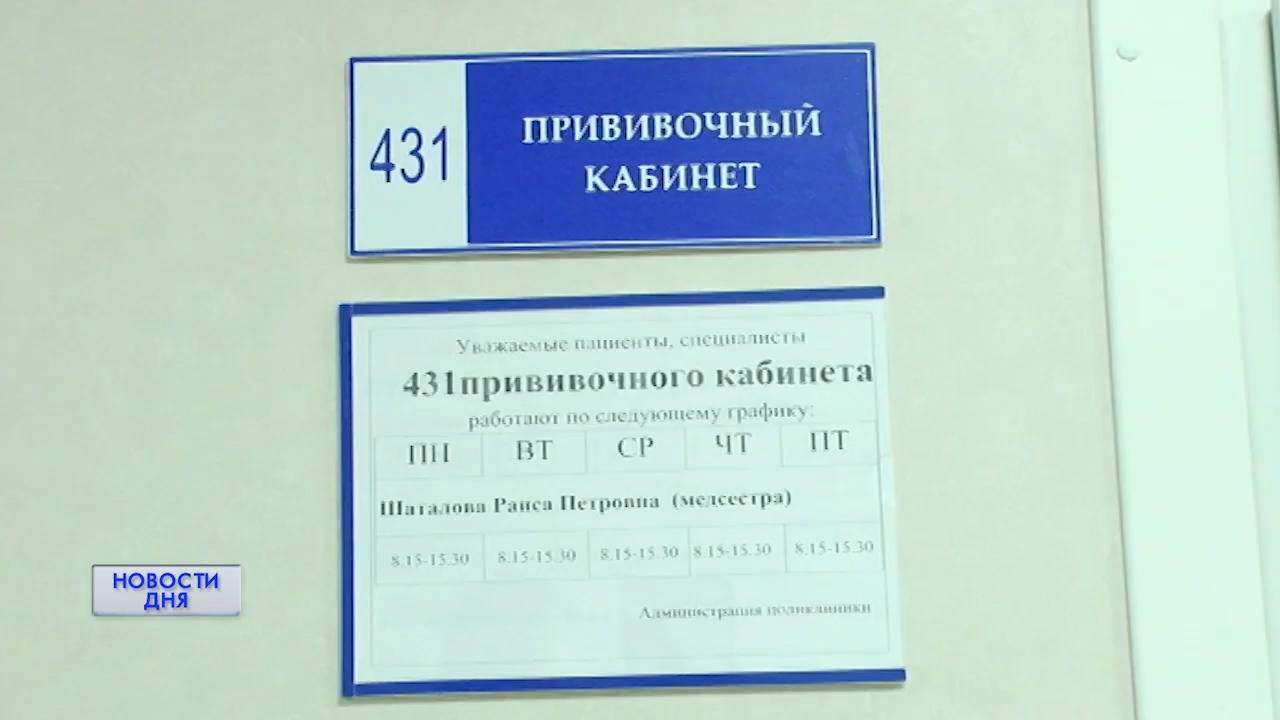 431
ПРИВИВОЧНЫЙ
КАБИНЕТ
Уважаемые пациенты, специалисты
431прививочного кабинета
работают по следующему графику:
ПН ВТ СР ЧТ ПТ
Шаталова Раиса Петровна (медсестра)
8.15-15.30 8.15-15.30 8.15-15.30 8.15-15.30 8.15-15.30
Администрация поликлиники
НОВОСТИ
ДНЯ